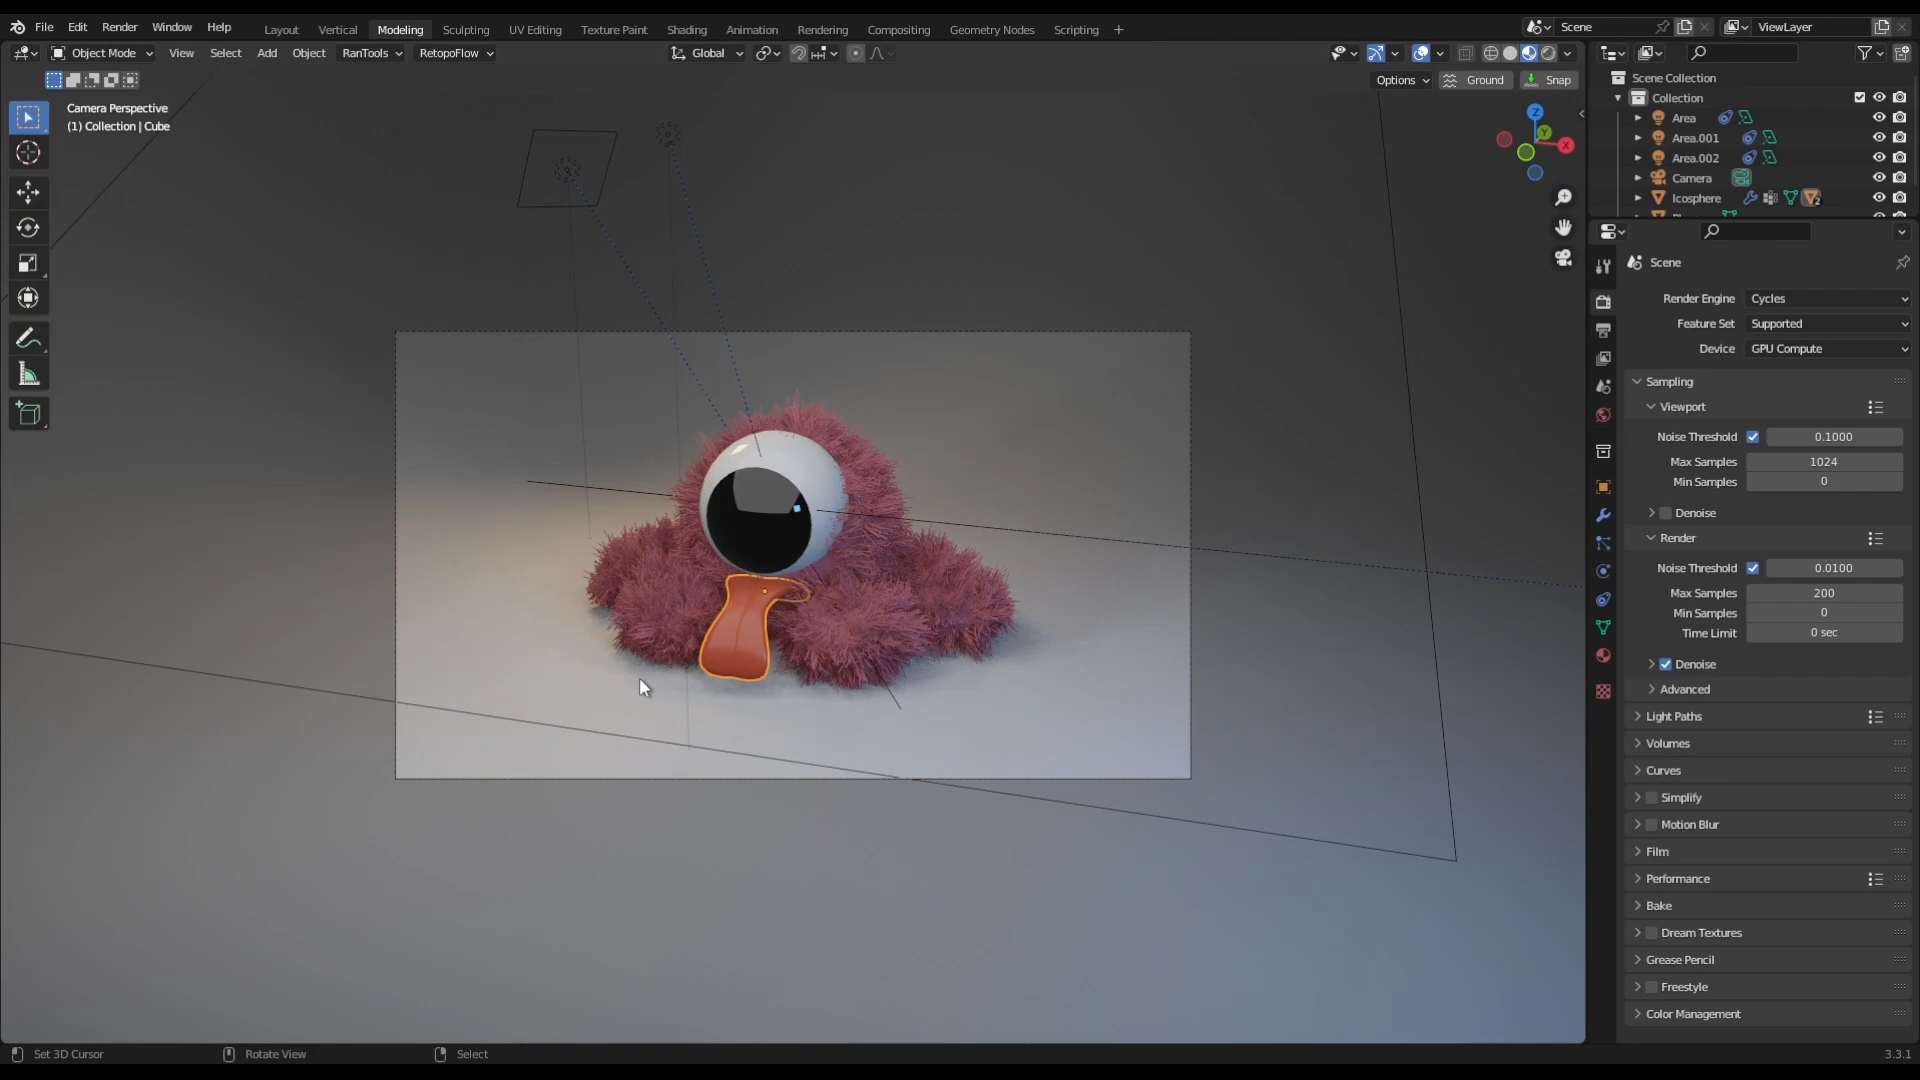 File Edit Render Window Help Layout Vertical Modeling Sculpting UV Editing Texture Paint Shading Animation Rendering Compositing Geometry Nodes Scripting + Scene ViewLayer
Object Mode View Select Add Object RanTools RetopoFlow Global
Options Ground Snap
Camera Perspective
(1) Collection | Cube
Z
Y
X
Scene Collection
Collection
Area
Area.001
Area.002
Camera
Icosphere 2
Scene
Render Engine Cycles
Feature Set Supported
Device GPU Compute
Sampling
Viewport
Noise Threshold 0.1000
Max Samples 1024
Min Samples 0
Denoise
Render
Noise Threshold 0.0100
Max Samples 200
Min Samples 0
Time Limit 0 sec
Denoise
Advanced
Light Paths
Volumes
Curves
Simplify
Motion Blur
Film
Performance
Bake
Dream Textures
Grease Pencil
Freestyle
Color Management
Set 3D Cursor Rotate View Select 3.3.1